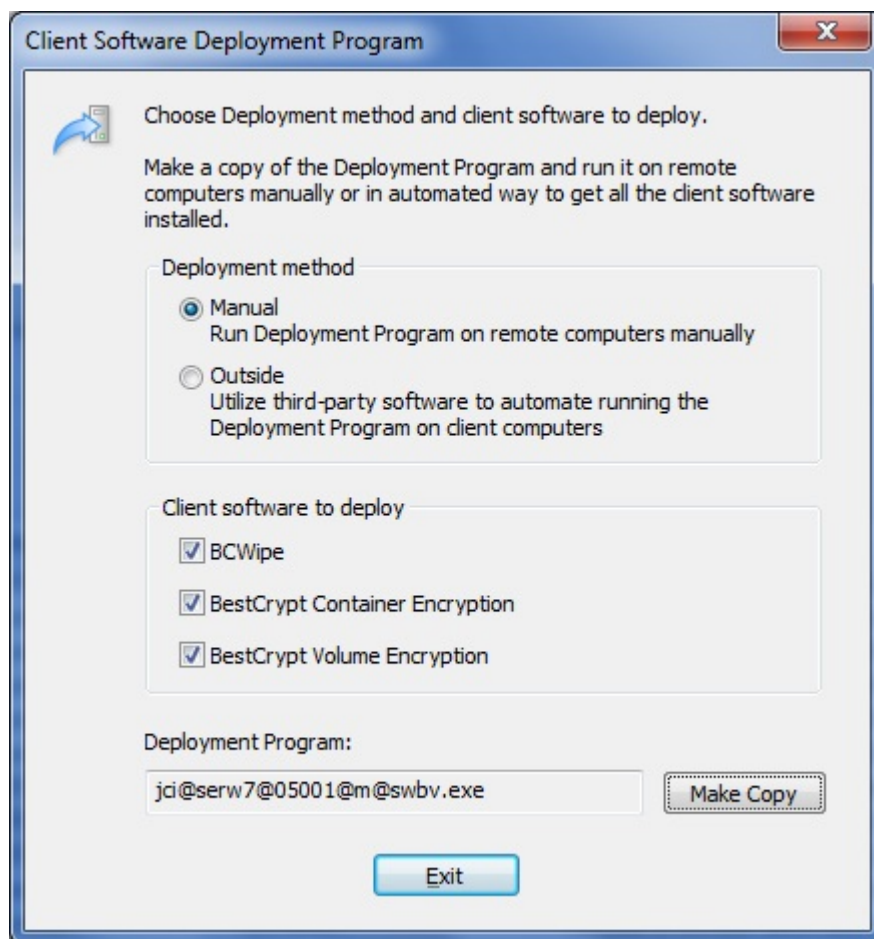 Client Software Deployment Program
Choose Deployment method and client software to deploy.
Make a copy of the Deployment Program and run it on remote
computers manually or in automated way to get all the client software
installed.
Deployment method
Manual
Run Deployment Program on remote computers manually
Outside
Utilize third-party software to automate running the
Deployment Program on client computers
Client software to deploy
BCWipe
BestCrypt Container Encryption
BestCrypt Volume Encryption
Deployment Program:
jci@serw7@05001@m@swbv.exe
Make Copy
Exit